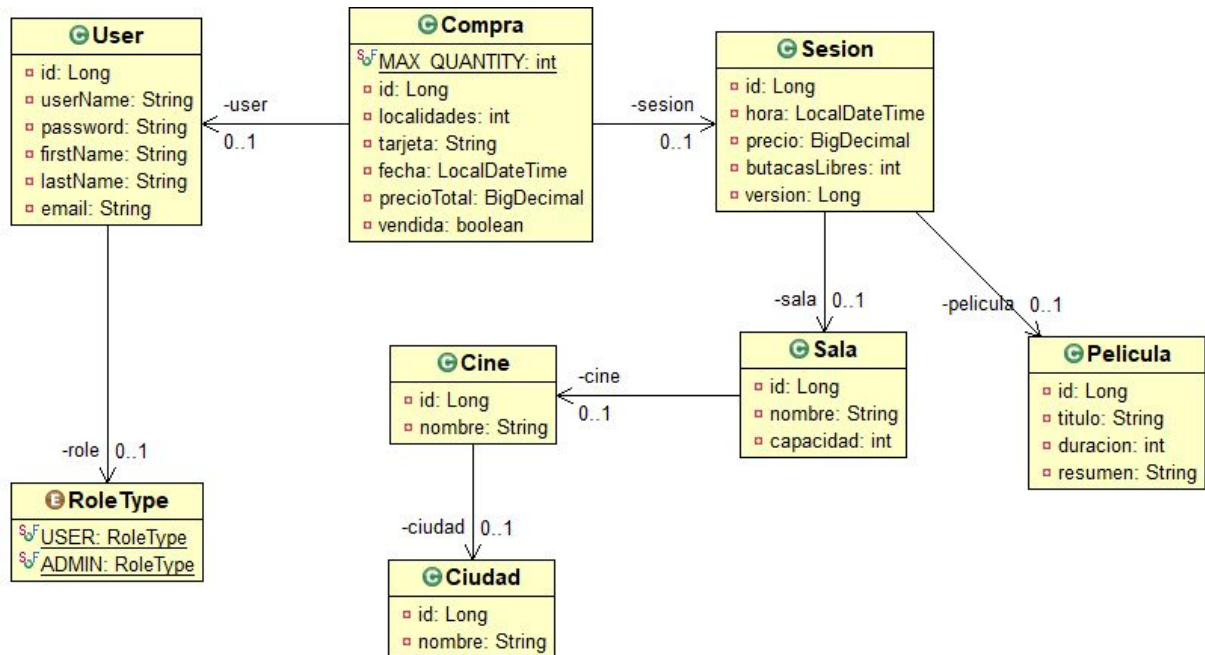 User
id: Long
userName: String
password: String
firstName: String
lastName: String
email: String
-user
0..1
Compra
MAX_QUANTITY: int
id: Long
localidades: int
tarjeta: String
fecha: LocalDateTime
precioTotal: BigDecimal
vendida: boolean
-sesion
0..1
Sesion
id: Long
hora: LocalDateTime
precio: BigDecimal
butacasLibres: int
version: Long
-sala 0..1
-pelicula 0..1
Cine
id: Long
nombre: String
-cine
0..1
Sala
id: Long
nombre: String
capacidad: int
Pelicula
id: Long
titulo: String
duracion: int
resumen: String
-role 0..1
RoleType
USER: RoleType
ADMIN: RoleType
-ciudad 0..1
Ciudad
id: Long
nombre: String